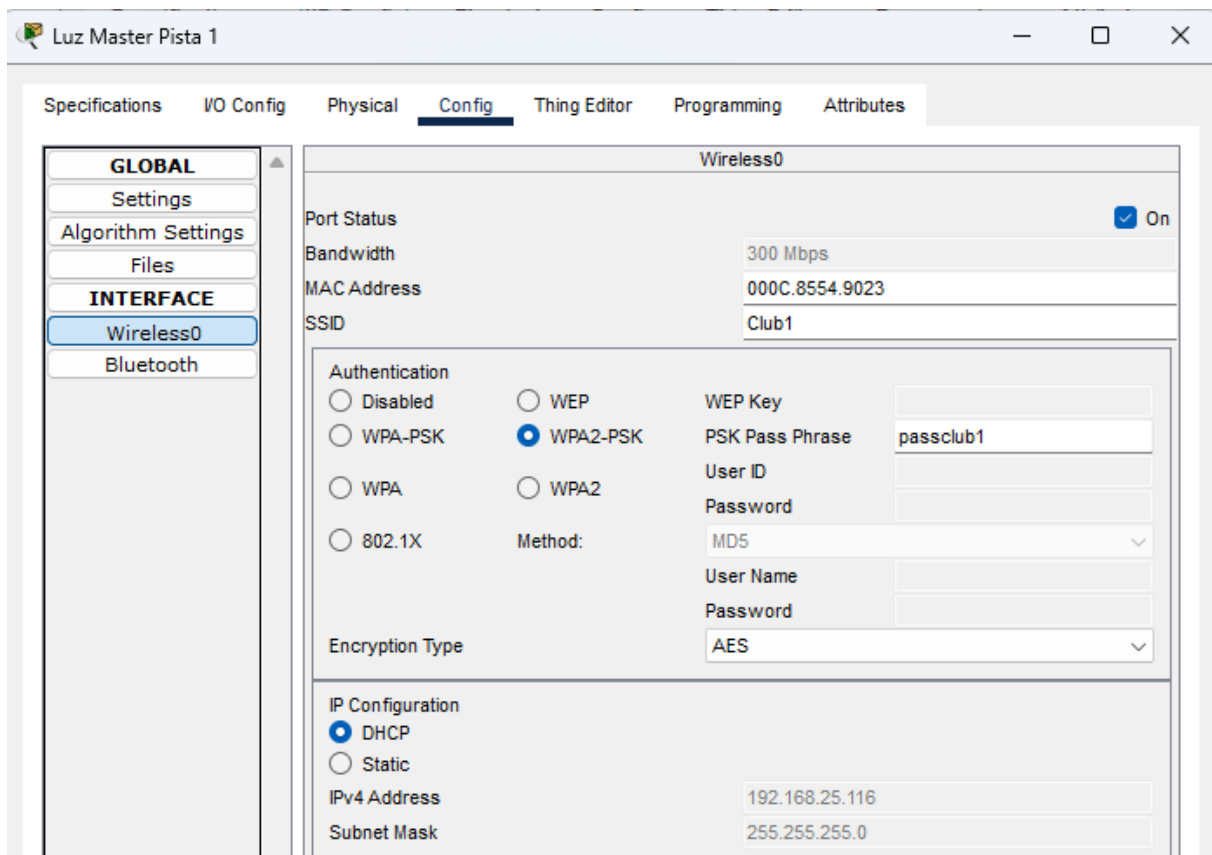 Luz Master Pista 1
Specifications I/O Config Physical Config Thing Editor Programming Attributes
GLOBAL
Settings
Algorithm Settings
Files
INTERFACE
Wireless0
Bluetooth
Wireless0
Port Status On
Bandwidth 300 Mbps
MAC Address 000C.8554.9023
SSID Club1
Authentication
Disabled WEP WEP Key
WPA-PSK WPA2-PSK PSK Pass Phrase passclub1
User ID
WPA WPA2
Password
802.1X Method: MD5
User Name
Password
Encryption Type AES
IP Configuration
DHCP
Static
IPv4 Address 192.168.25.116
Subnet Mask 255.255.255.0